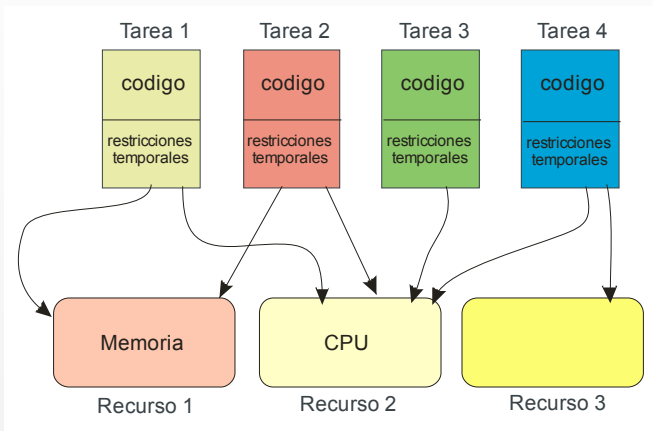 Tarea 1
Tarea 2
Tarea 3
Tarea 4
codigo
codigo
codigo
codigo
restricciones
temporales
restricciones
temporales
restricciones
temporales
restricciones
temporales
Memoria
CPU
Recurso 1
Recurso 2
Recurso 3